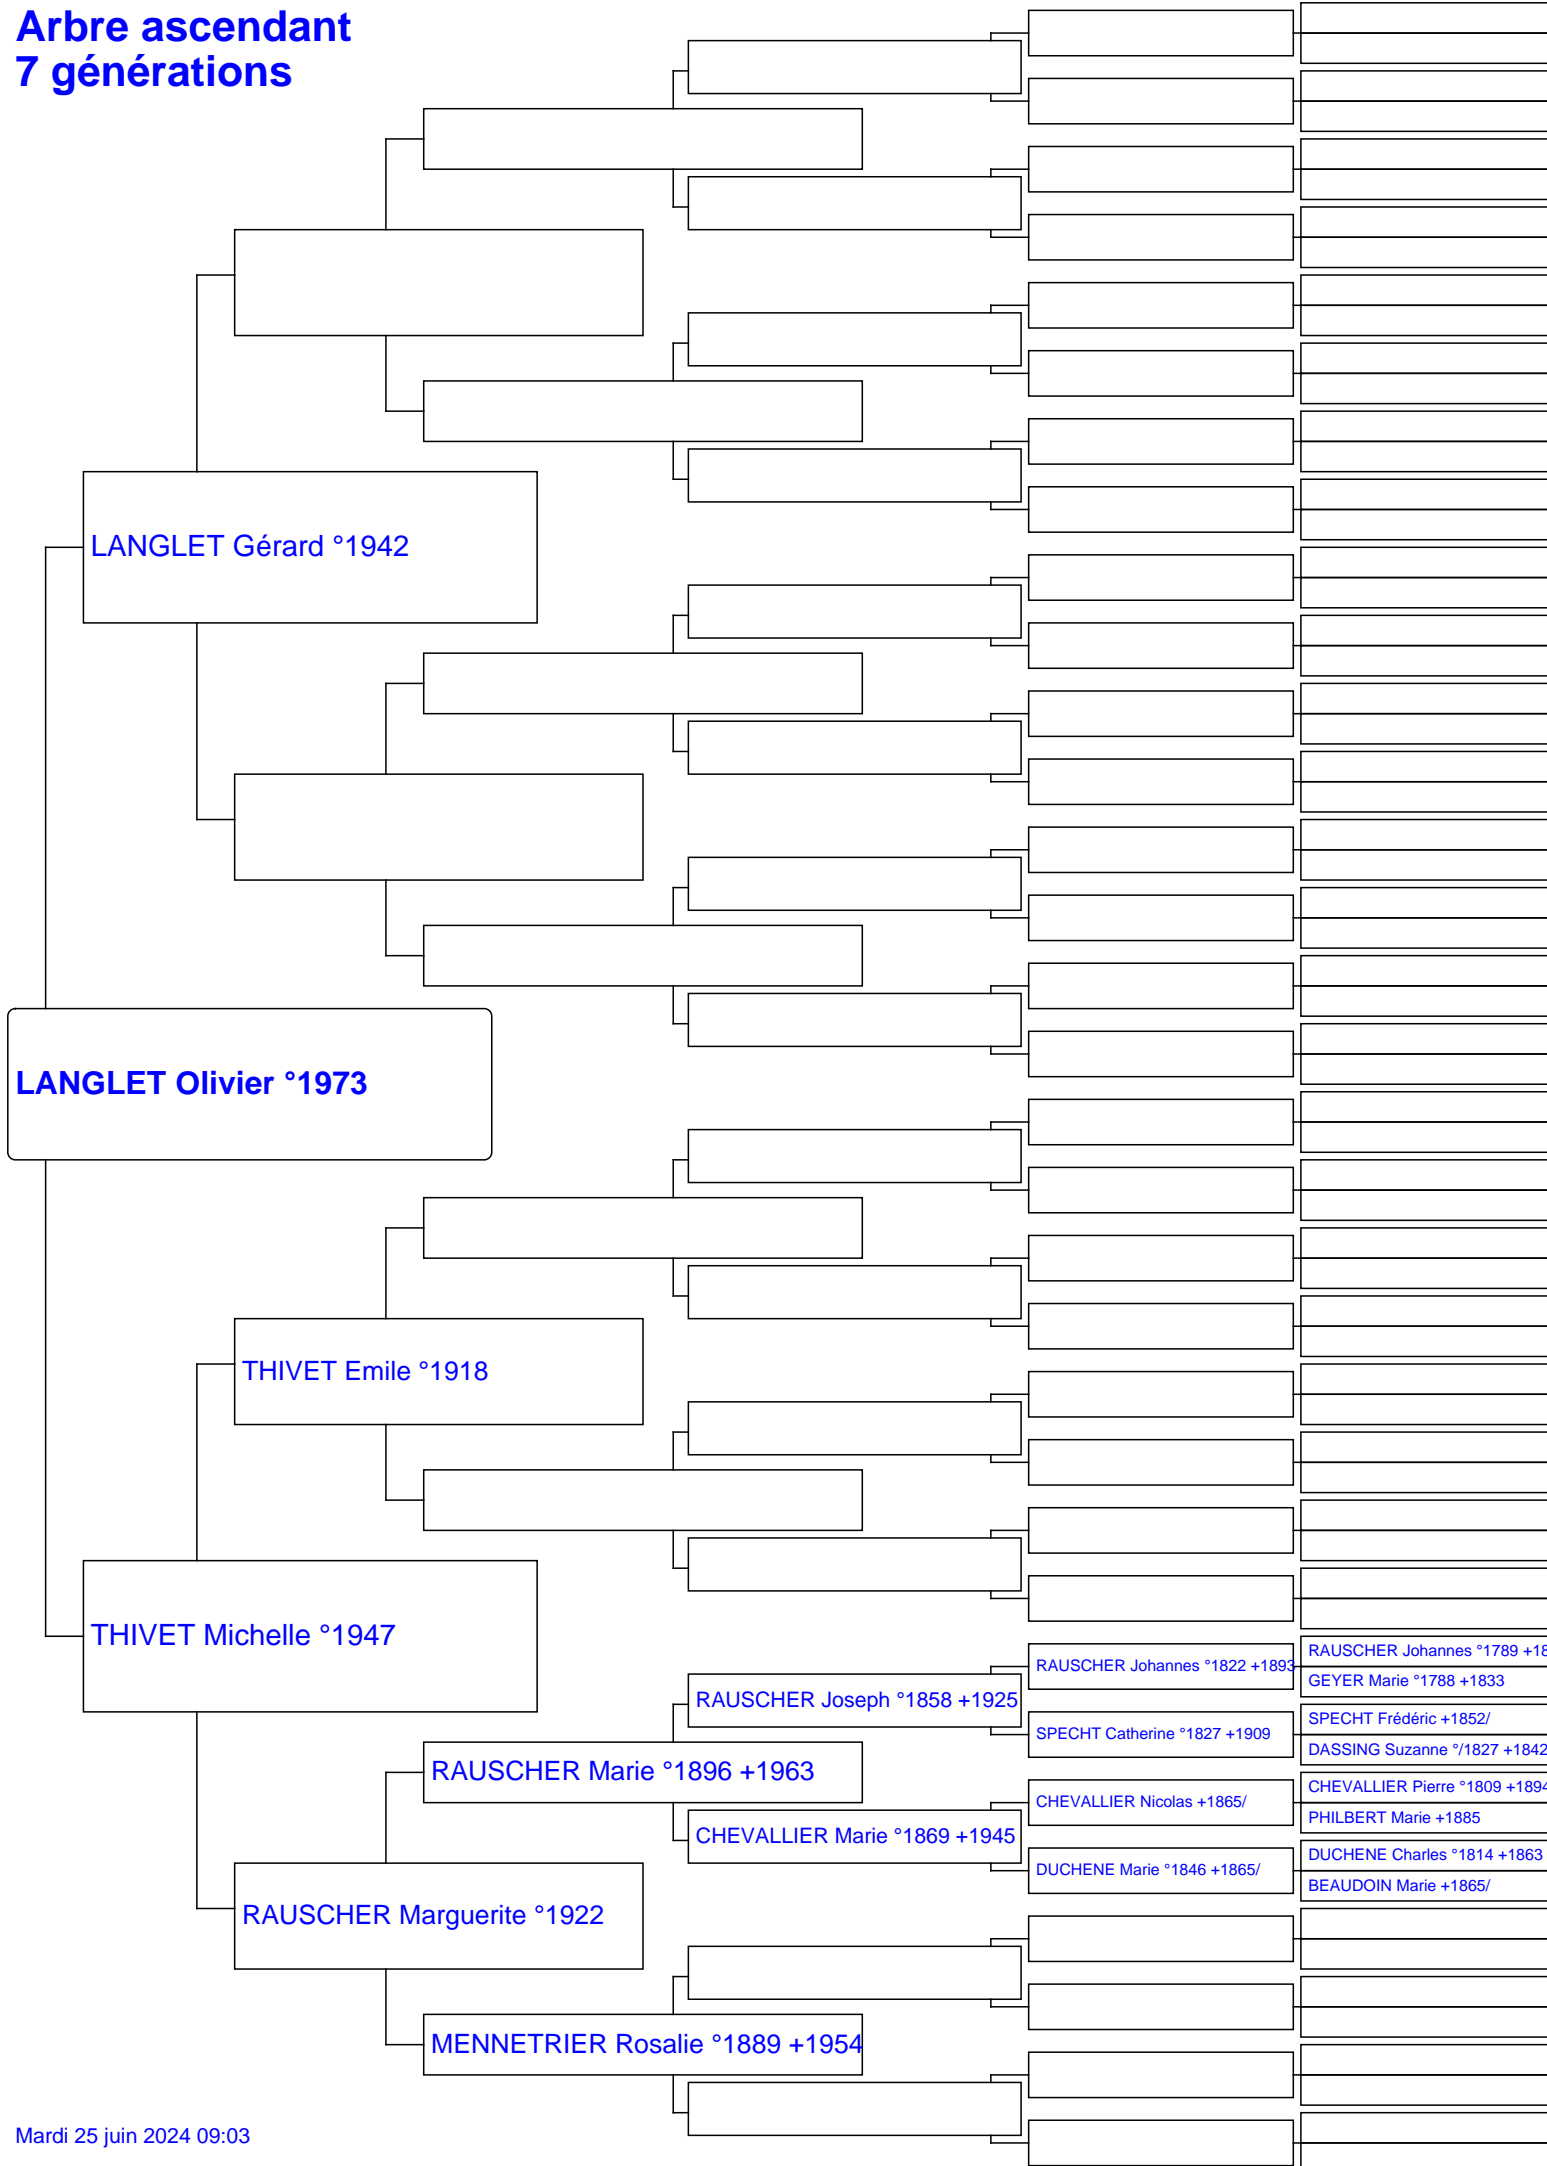 Arbre ascendant
7 générations
LANGLET Gérard °1942
LANGLET Olivier °1973
THIVET Emile °1918
THIVET Michelle °1947
RAUSCHER Johannes °1822 +1893
RAUSCHER Johannes °1789 +18
GEYER Marie °1788 +1833
RAUSCHER Joseph °1858 +1925
SPECHT Catherine °1827 +1909
SPECHT Frédéric +1852/
DASSING Suzanne °/1827 +1842
RAUSCHER Marie °1896 +1963
CHEVALLIER Nicolas +1865/
CHEVALLIER Pierre °1809 +1894
PHILBERT Marie +1885
CHEVALLIER Marie °1869 +1945
DUCHENE Marie °1846 +1865/
DUCHENE Charles °1814 +1863
BEAUDOIN Marie +1865/
RAUSCHER Marguerite °1922
MENNETRIER Rosalie °1889 +1954
Mardi 25 juin 2024 09:03